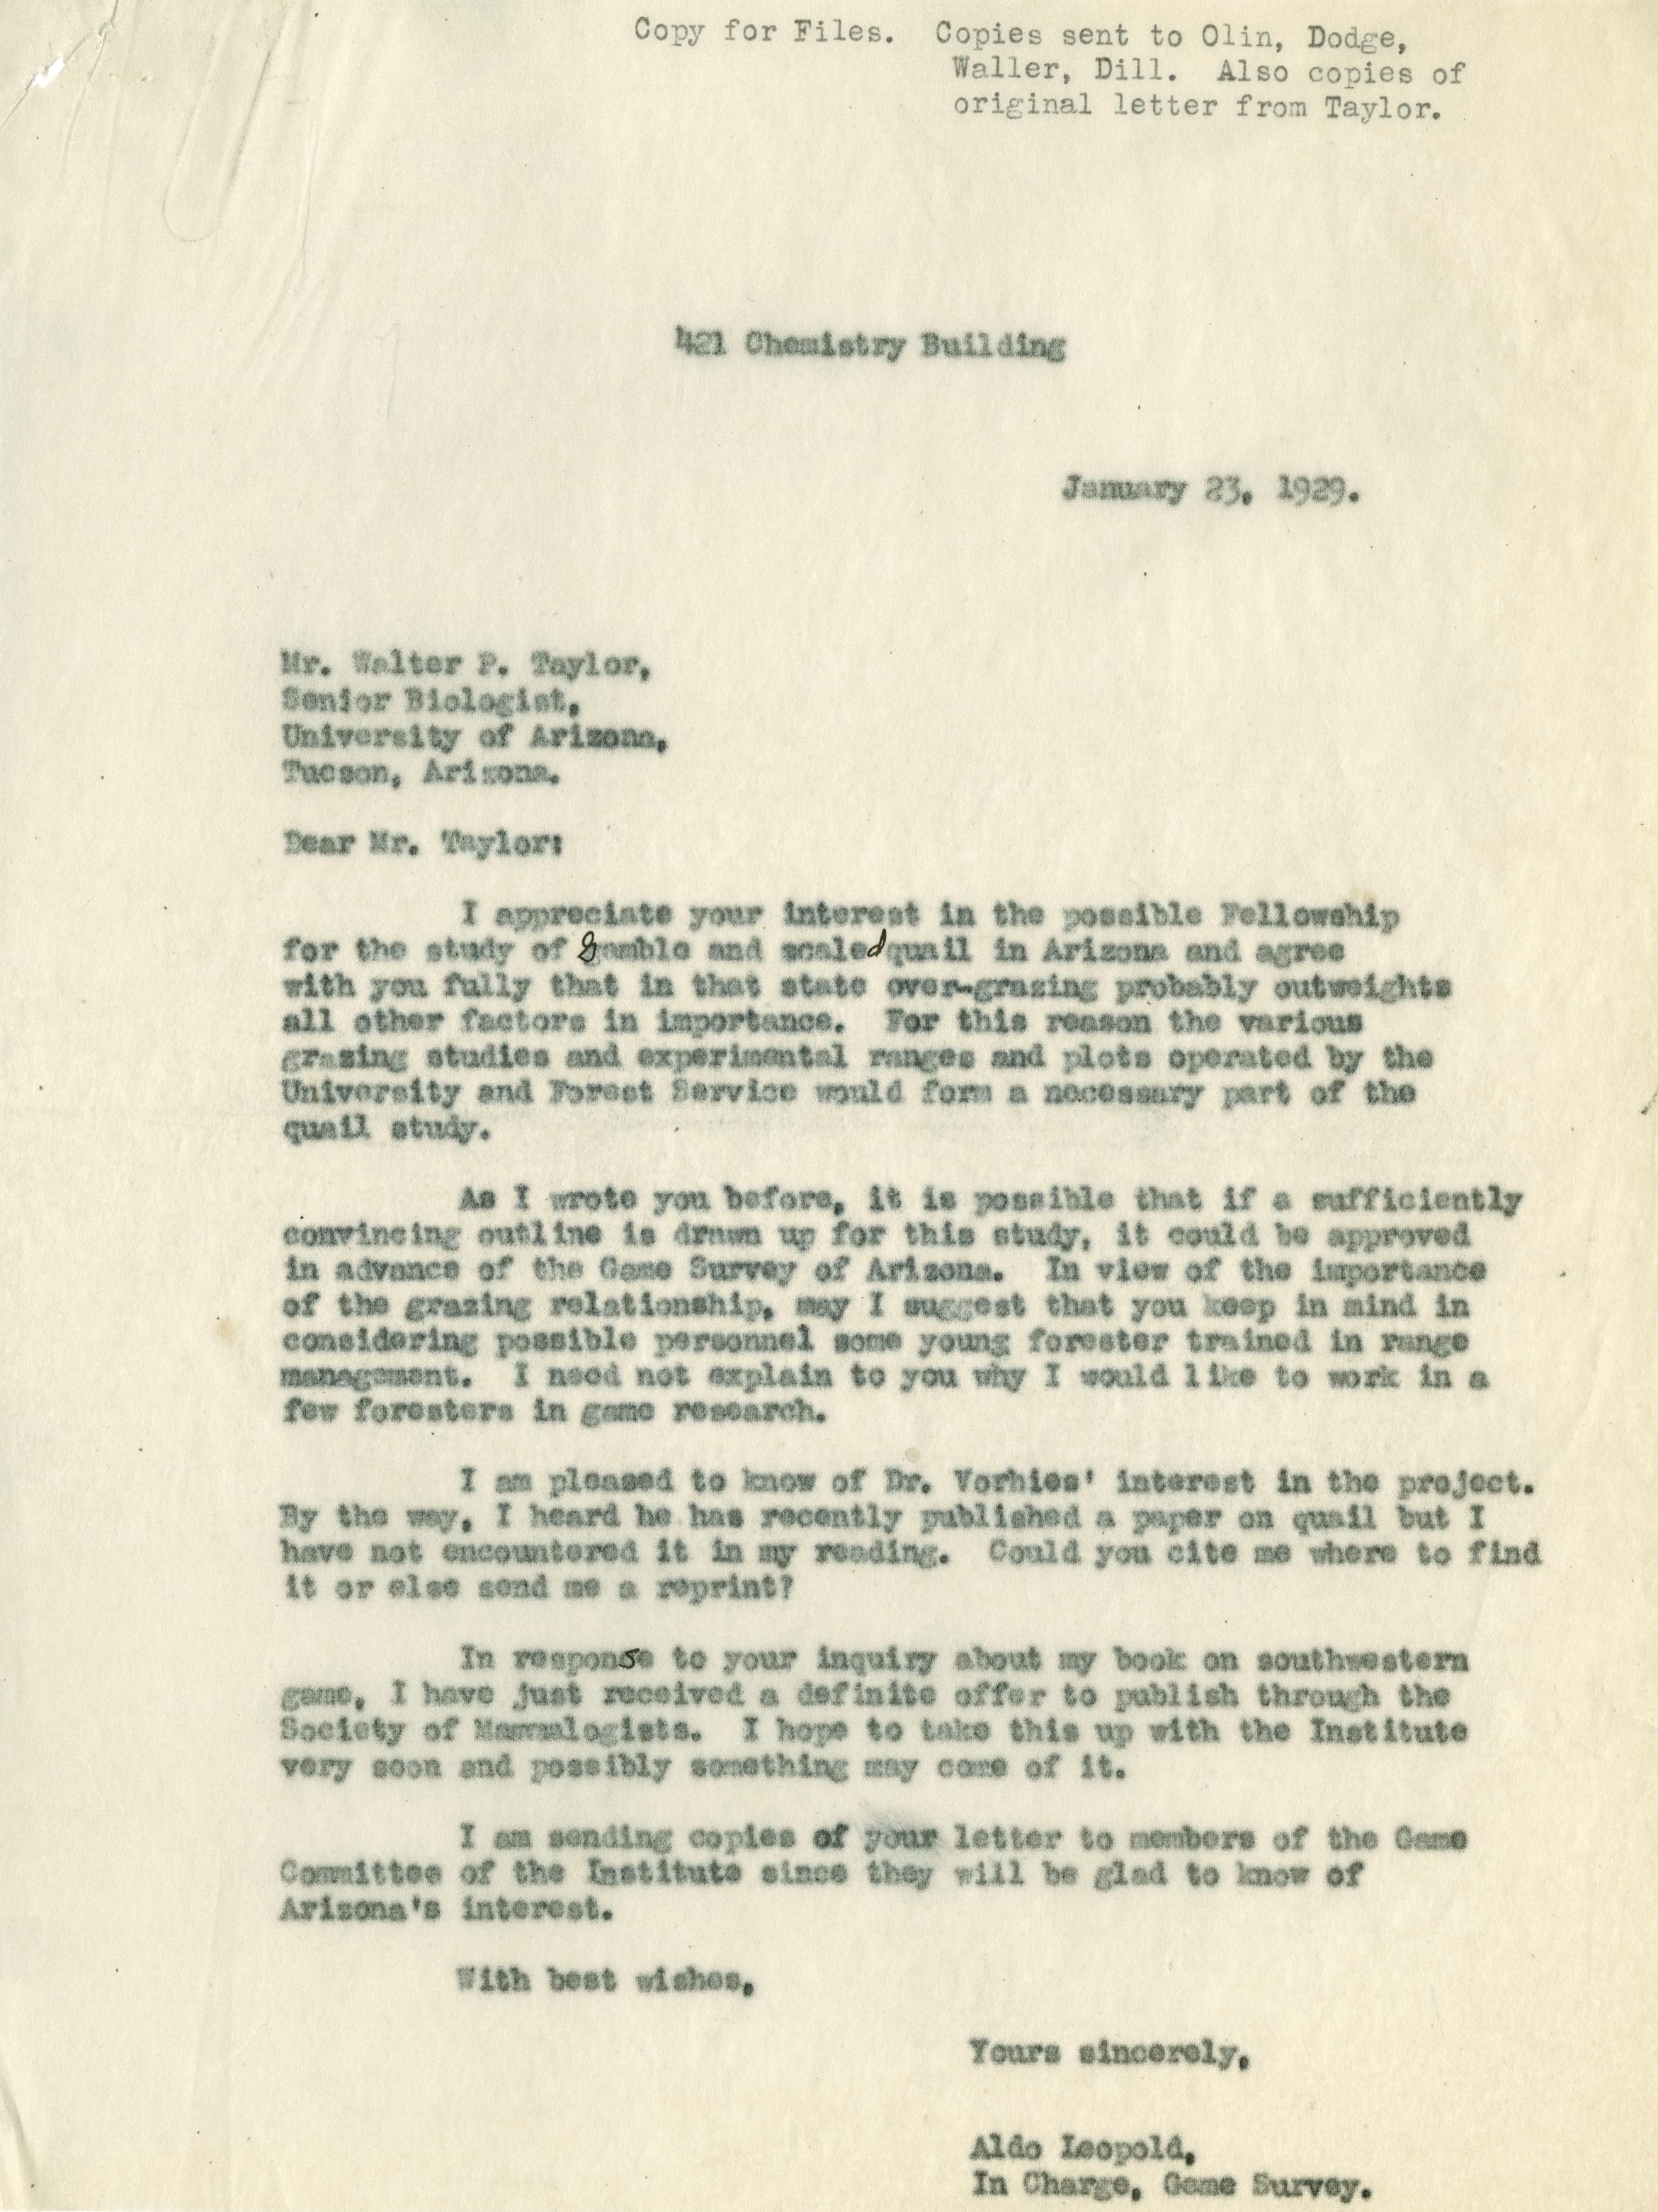 Copy for Files. Copies sent to Olin, Dodge,
Waller, Dill. Also copies of
original letter from Taylor.
421 Chemistry Building
January 23, 1929.
Mr. Walter P. Taylor,
Senior Biologist,
University of Arizona,
Tucson, Arizona.
Dear Mr. Taylor:
I appreciate your interest in the possible Fellowship
for the study of gamble and scaled quail in Arizona and agree
with you fully that in that state over-grazing probably outweights
all other factors in importance. For this reason the various
grazing studies and experimental ranges and plots operated by the
University and Forest Service would form a necessary part of the
quail study.
As I wrote you before, it is possible that if a sufficiently
convincing outline is drawn up for this study, it could be approved
in advance of the Game Survey of Arizona. In view of the importance
of the grazing relationship, may I suggest that you keep in mind in
considering possible personnel some young forester trained in range
management. I need not explain to you why I would like to work in a
few foresters in game research.
I am pleased to know of Dr. Vorhies' interest in the project.
By the way, I heard he has recently published a paper on quail but I
have not encountered it in my reading. Could you cite me where to find
it or else send me a reprint?
In response to your inquiry about my book on southwestern
game, I have just received a definite offer to publish through the
Society of Mammalogists. I hope to take this up with the Institute
very soon and possibly something may come of it.
I am sending copies of your letter to members of the Game
Committee of the Institute since they will be glad to know of
Arizona's interest.
With best wishes,
Yours sincerely,
Aldo Leopold,
In Charge, Game Survey.